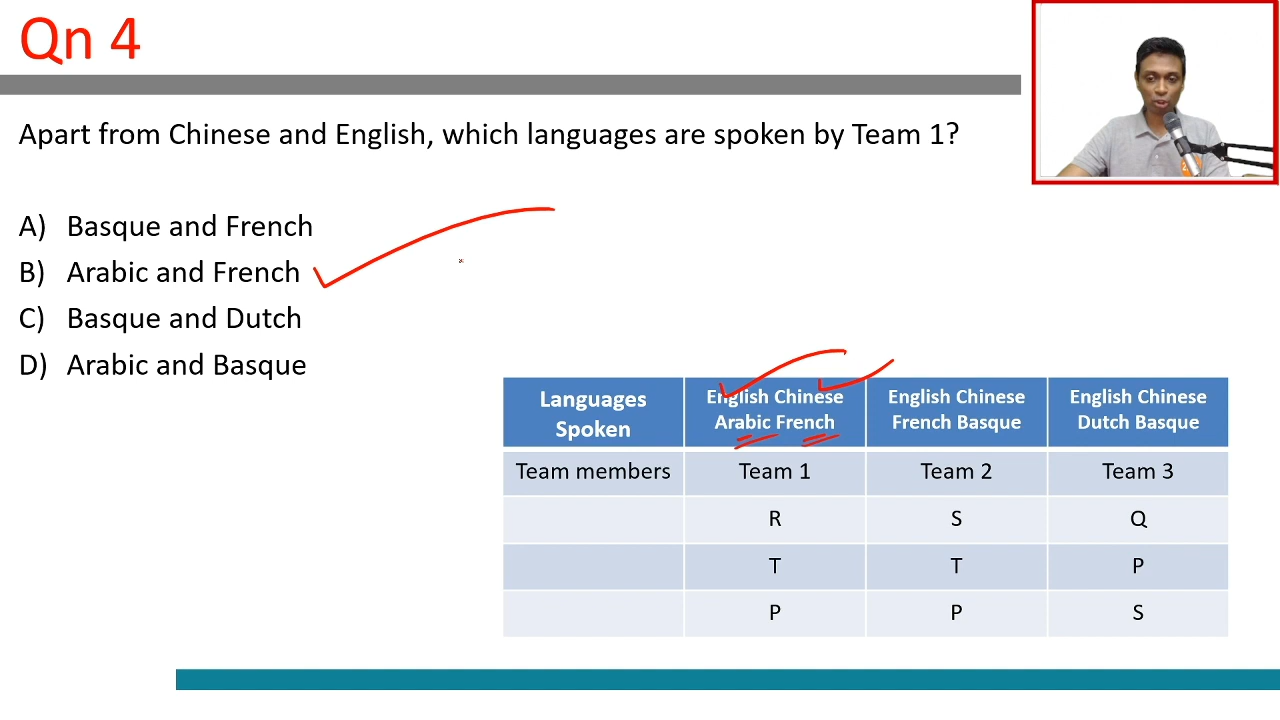 Qn 4
Apart from Chinese and English, which languages are spoken by Team 1?
A) Basque and French
B) Arabic and French
C) Basque and Dutch
D) Arabic and Basque
Languages Spoken English Chinese Arabic French English Chinese French Basque English Chinese Dutch Basque
Team members Team 1 Team 2 Team 3
R S Q
T T P
P P S